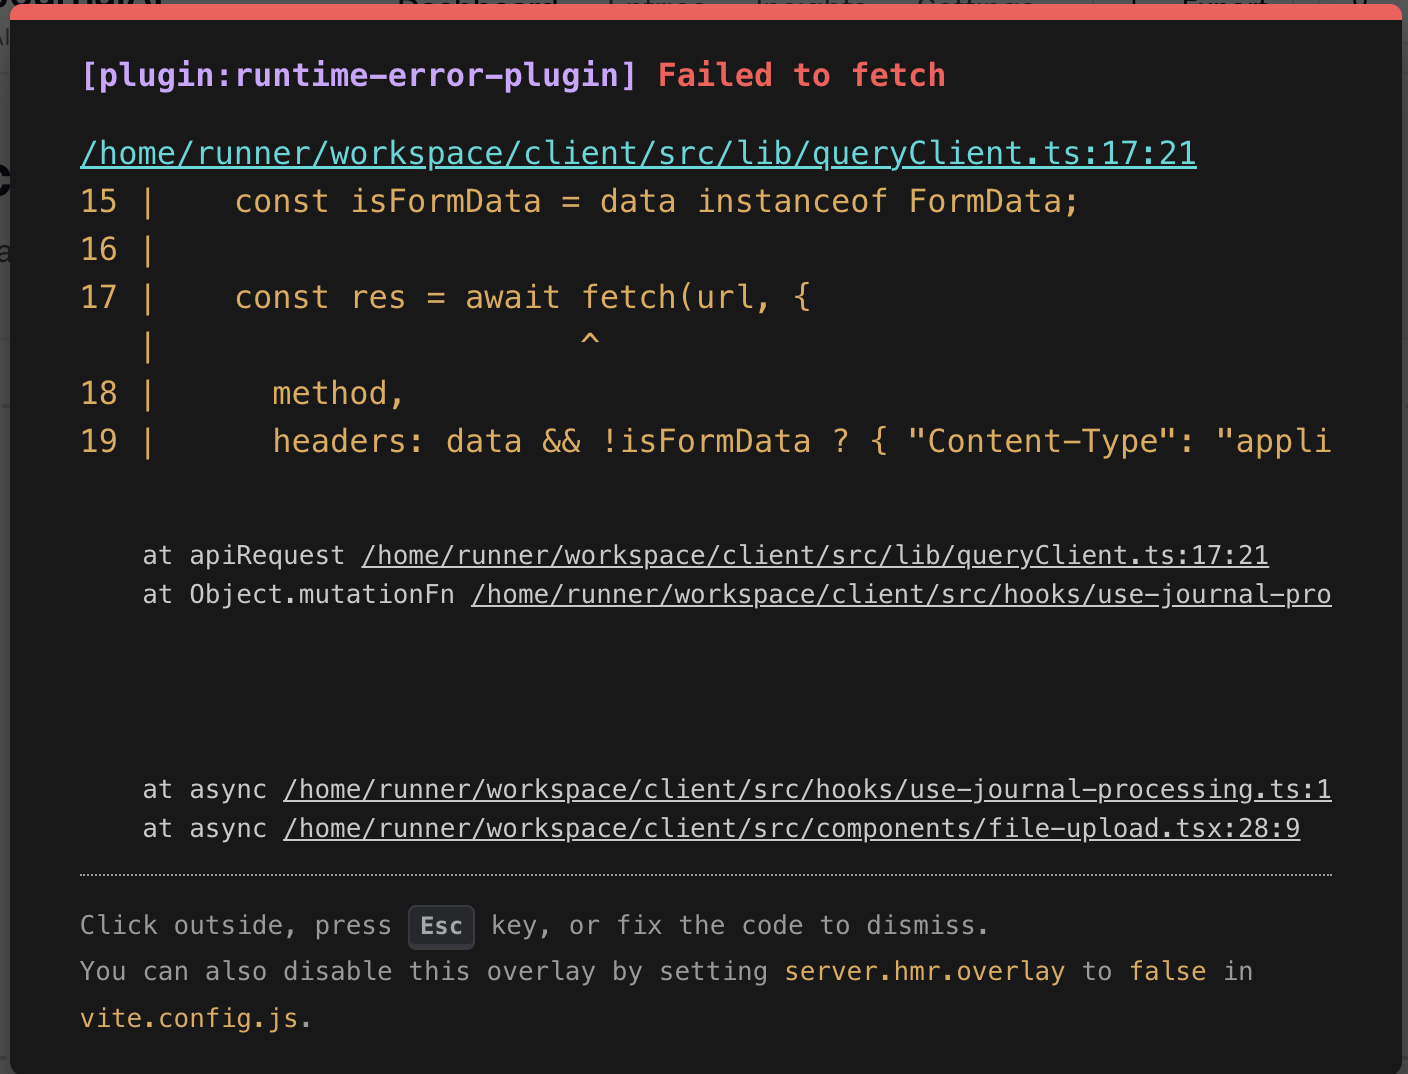 [plugin:runtime-error-plugin] Failed to fetch
/home/runner/workspace/client/src/lib/queryClient.ts:17:21
15 |    const isFormData = data instanceof FormData;
16 |
17 |    const res = await fetch(url, {
   |                      ^
18 |      method,
19 |      headers: data && !isFormData ? { "Content-Type": "appli
at apiRequest /home/runner/workspace/client/src/lib/queryClient.ts:17:21
at Object.mutationFn /home/runner/workspace/client/src/hooks/use-journal-pro
at async /home/runner/workspace/client/src/hooks/use-journal-processing.ts:1
at async /home/runner/workspace/client/src/components/file-upload.tsx:28:9
Click outside, press Esc key, or fix the code to dismiss.
You can also disable this overlay by setting server.hmr.overlay to false in
vite.config.js.